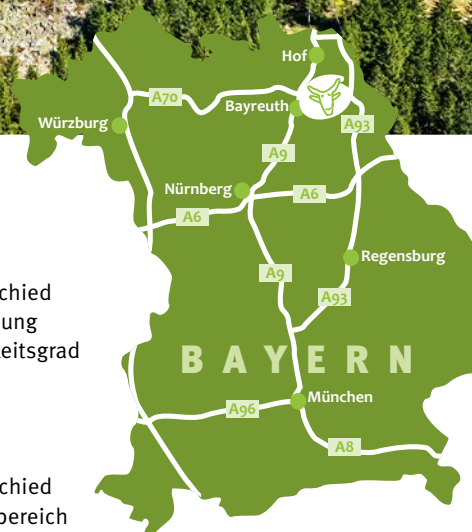 Hof
A70
Bayreuth
Würzburg
A93
A9
Nürnberg
A6
A6
Regensburg
A9
A93
chied
ung
eitsgrad
BAYERN
München
A96
A8
chied
bereich